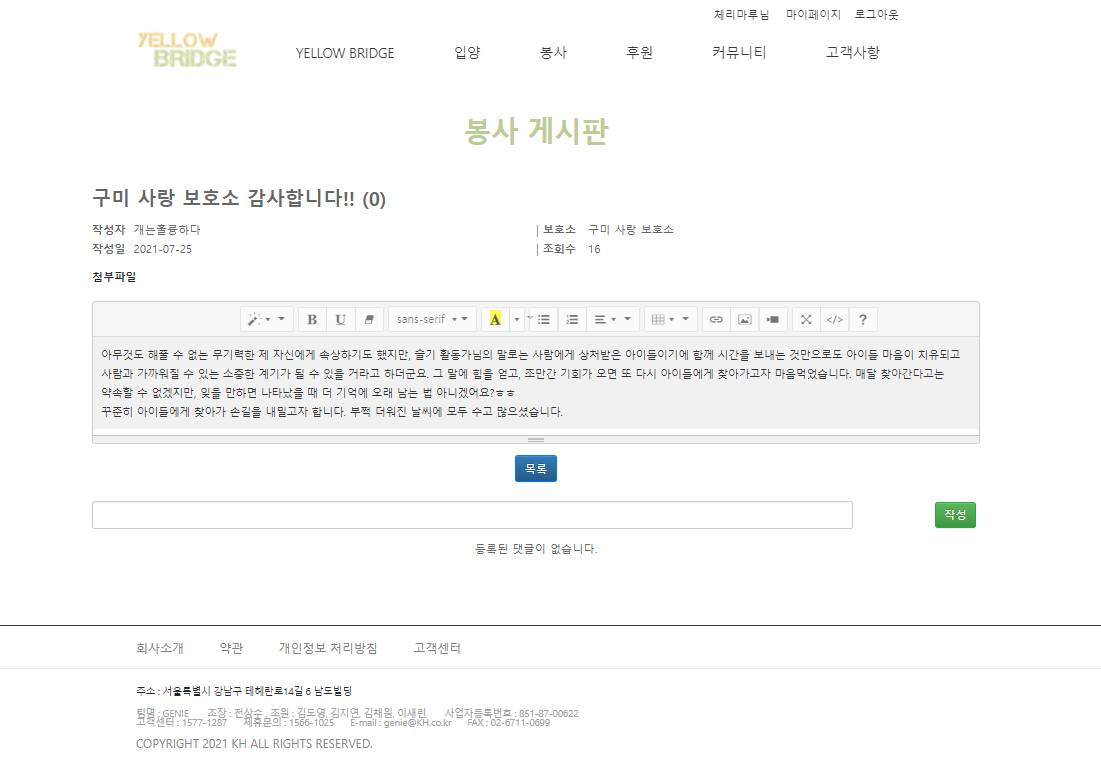 체리마루님 마이페이지 로그아웃
YELLOW BRIDGE
YELLOW BRIDGE 입양 봉사 후원 커뮤니티 고객사항
봉사 게시판
구미 사랑 보호소 감사합니다!! (0)
작성자 개는훌륭하다 | 보호소 구미 사랑 보호소
작성일 2021-07-25 | 조회수 16
첨부파일
B U sans-serif A </> ?
아무것도 해줄 수 없는 무기력한 제 자신에게 속상하기도 했지만, 슬기 활동가님의 말로는 사람에게 상처받은 아이들이기에 함께 시간을 보내는 것만으로도 아이들 마음이 치유되고
사람과 가까워질 수 있는 소중한 계기가 될 수 있을 거라고 하더군요. 그 말에 힘을 얻고, 조만간 기회가 오면 또 다시 아이들에게 찾아가고자 마음먹었습니다. 매달 찾아간다고는
약속할 수 없겠지만, 잊을 만하면 나타났을 때 더 기억에 오래 남는 법 아니겠어요?ㅎㅎ
꾸준히 아이들에게 찾아가 손길을 내밀고자 합니다. 부쩍 더워진 날씨에 모두 수고 많으셨습니다.
목록
작성
등록된 댓글이 없습니다.
회사소개 약관 개인정보 처리방침 고객센터
주소 : 서울특별시 강남구 테헤란로14길 6 남도빌딩
팀명 : GENIE 조장 : 전상수 , 조원 : 김도영, 김지연, 김채원, 이새린 사업자등록번호 : 851-87-00622
고객센터 : 1577-1287 제휴문의 : 1566-1025 E-mail : genie@KH.co.kr FAX : 02-6711-0699
COPYRIGHT 2021 KH ALL RIGHTS RESERVED.